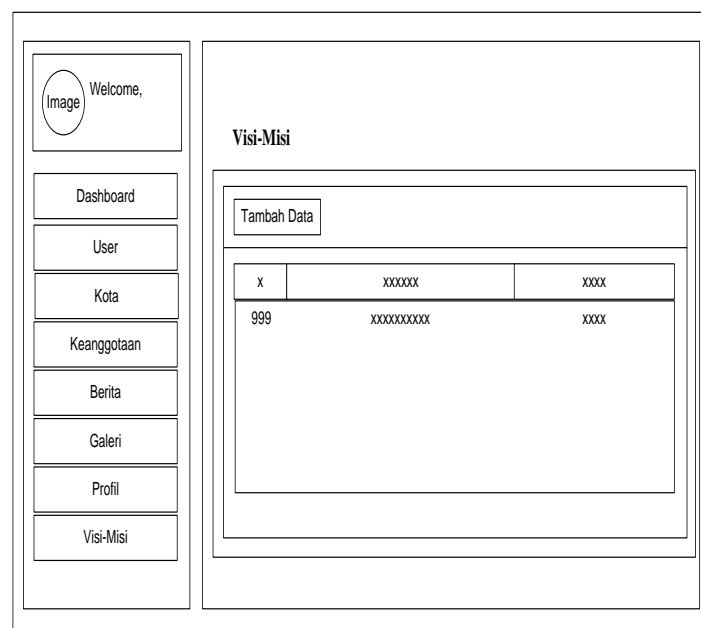 Image
Welcome,
Dashboard
User
Kota
Keanggotaan
Berita
Galeri
Profil
Visi-Misi
Visi-Misi
Tambah Data
x xxxxxx xxxx
999 xxxxxxxxxx xxxx